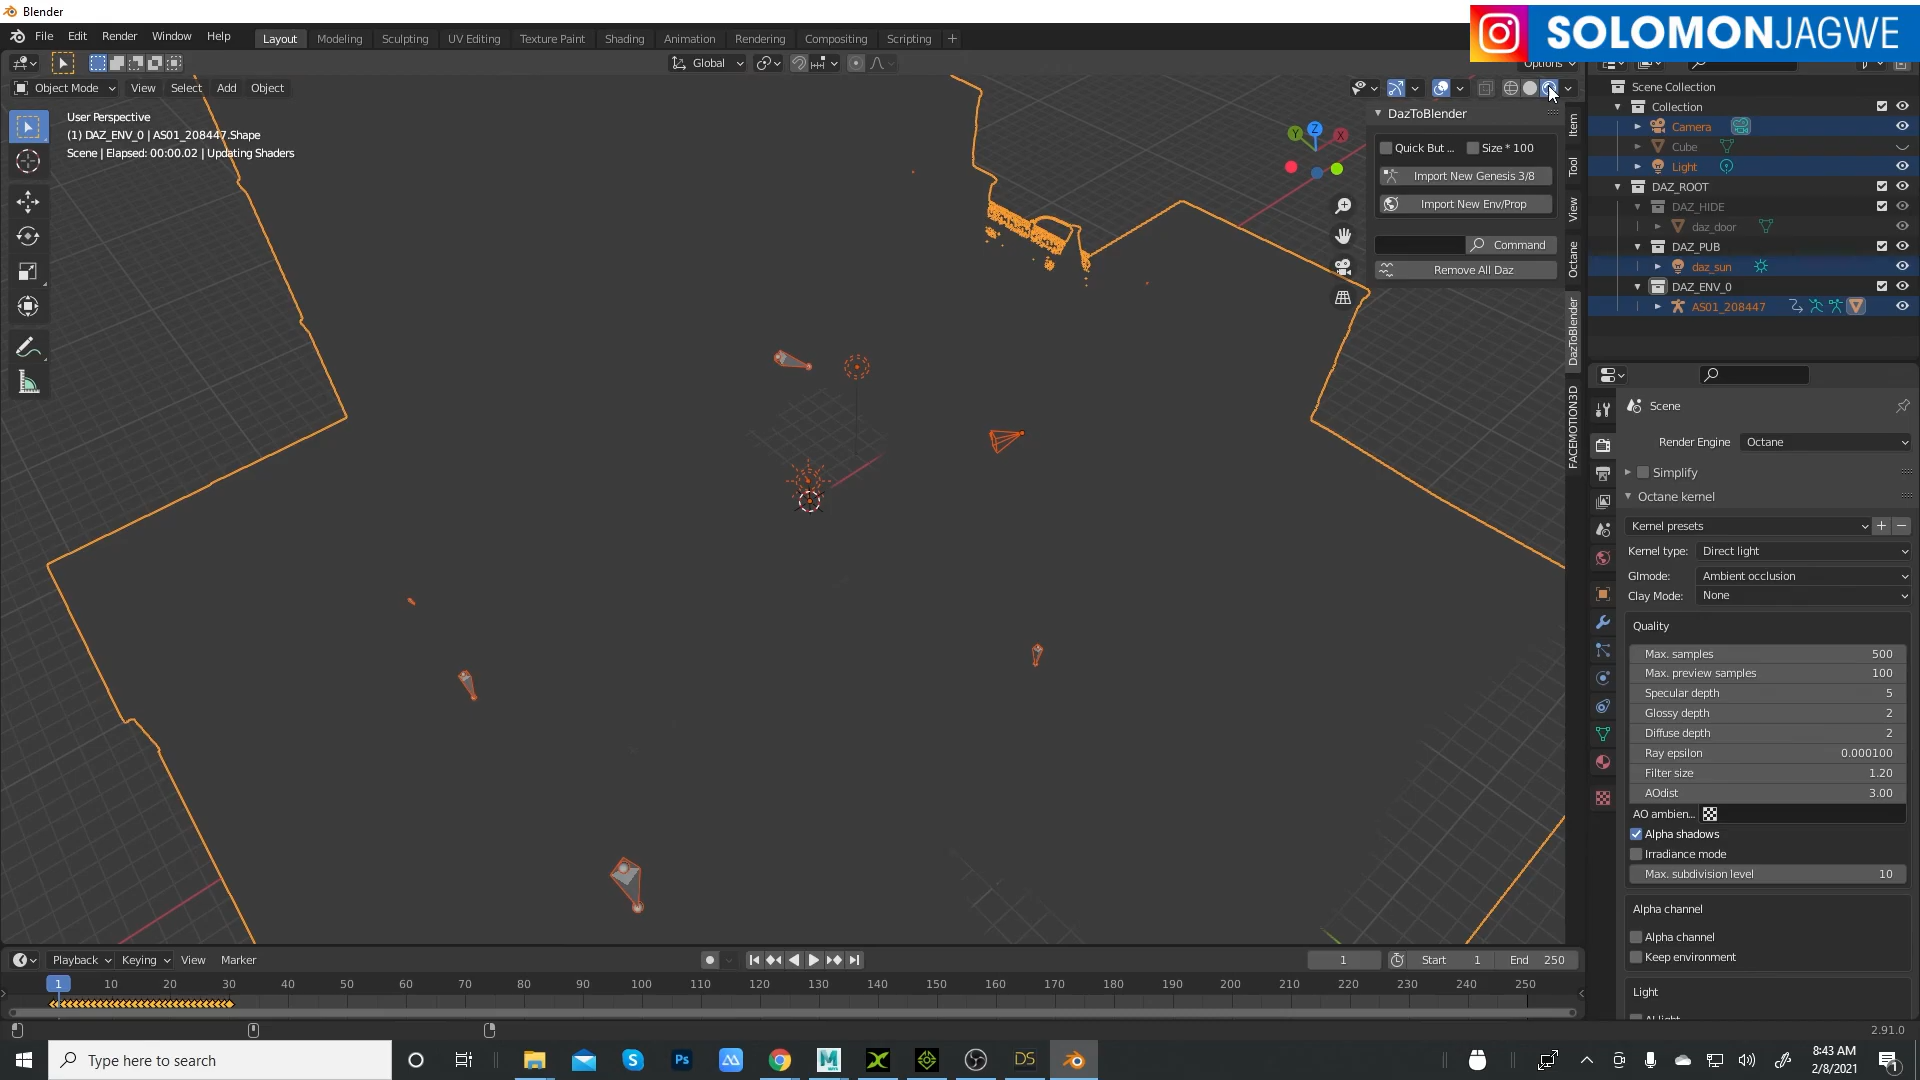 Blender
SOLOMONJAGWE
File Edit Render Window Help
Layout Modeling Sculpting UV Editing Texture Paint Shading Animation Rendering Compositing Scripting +
Global
Options
Object Mode View Select Add Object
User Perspective
(1) DAZ_ENV_0 | AS01_208447.Shape
Scene | Elapsed: 00:00.02 | Updating Shaders
X Y Z
DazToBlender
Quick But ... Size * 100
Import New Genesis 3/8
Import New Env/Prop
Command
Remove All Daz
Item
Tool
View
Octane
DazToBlender
FACEMOTION3D
Scene Collection
Collection
Camera
Cube
Light
DAZ_ROOT
DAZ_HIDE
daz_door
DAZ_PUB
daz_sun
DAZ_ENV_0
AS01_208447
Scene
Render Engine Octane
Simplify
Octane kernel
Kernel presets
Kernel type: Direct light
GImode: Ambient occlusion
Clay Mode: None
Quality
Max. samples 500
Max. preview samples 100
Specular depth 5
Glossy depth 2
Diffuse depth 2
Ray epsilon 0.000100
Filter size 1.20
AOdist 3.00
AO ambien...
Alpha shadows
Irradiance mode
Max. subdivision level 10
Alpha channel
Alpha channel
Keep environment
Light
Playback Keying View Marker
1 Start 1 End 250
1 10 20 30 40 50 60 70 80 90 100 110 120 130 140 150 160 170 180 190 200 210 220 230 240 250
2.91.0
Type here to search
Ps
M
DS
8:43 AM
2/8/2021
1